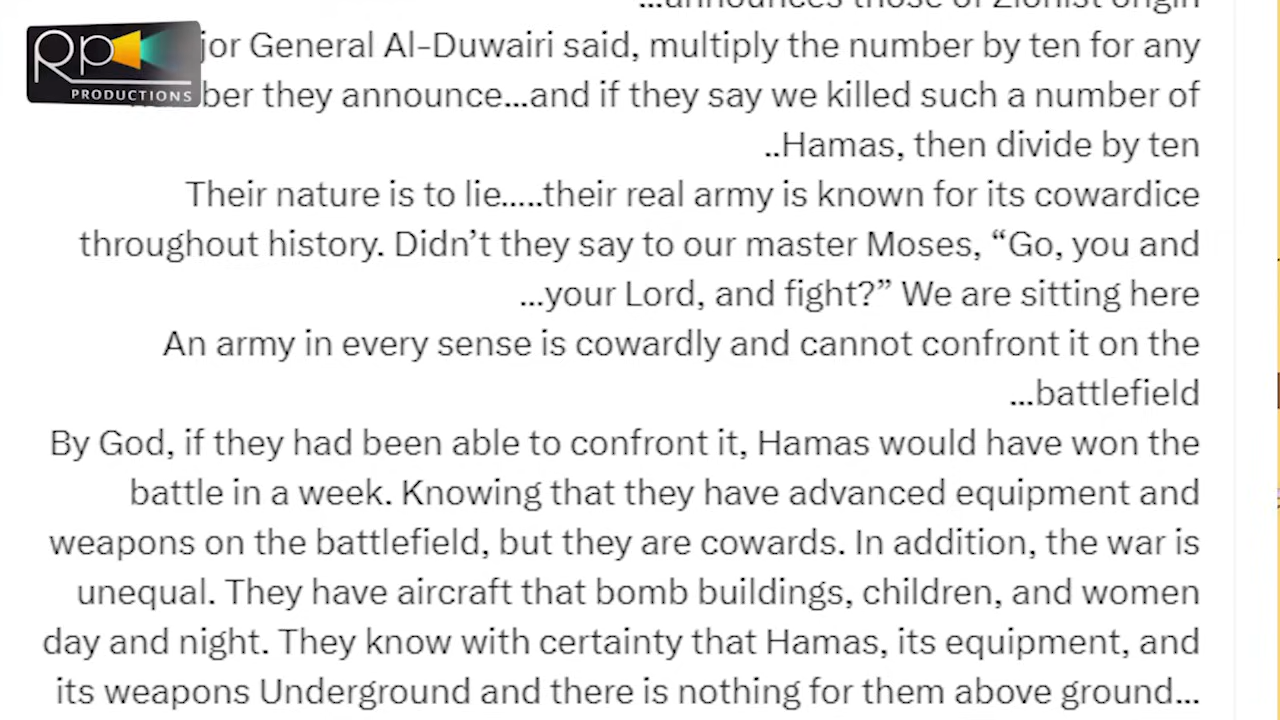 Rp
PRODUCTIONS
...announces those of Zionist origin
jor General Al-Duwairi said, multiply the number by ten for any
ber they announce...and if they say we killed such a number of
..Hamas, then divide by ten
Their nature is to lie.....their real army is known for its cowardice
throughout history. Didn’t they say to our master Moses, “Go, you and
...your Lord, and fight?” We are sitting here
An army in every sense is cowardly and cannot confront it on the
...battlefield
By God, if they had been able to confront it, Hamas would have won the
battle in a week. Knowing that they have advanced equipment and
weapons on the battlefield, but they are cowards. In addition, the war is
unequal. They have aircraft that bomb buildings, children, and women
day and night. They know with certainty that Hamas, its equipment, and
its weapons Underground and there is nothing for them above ground...